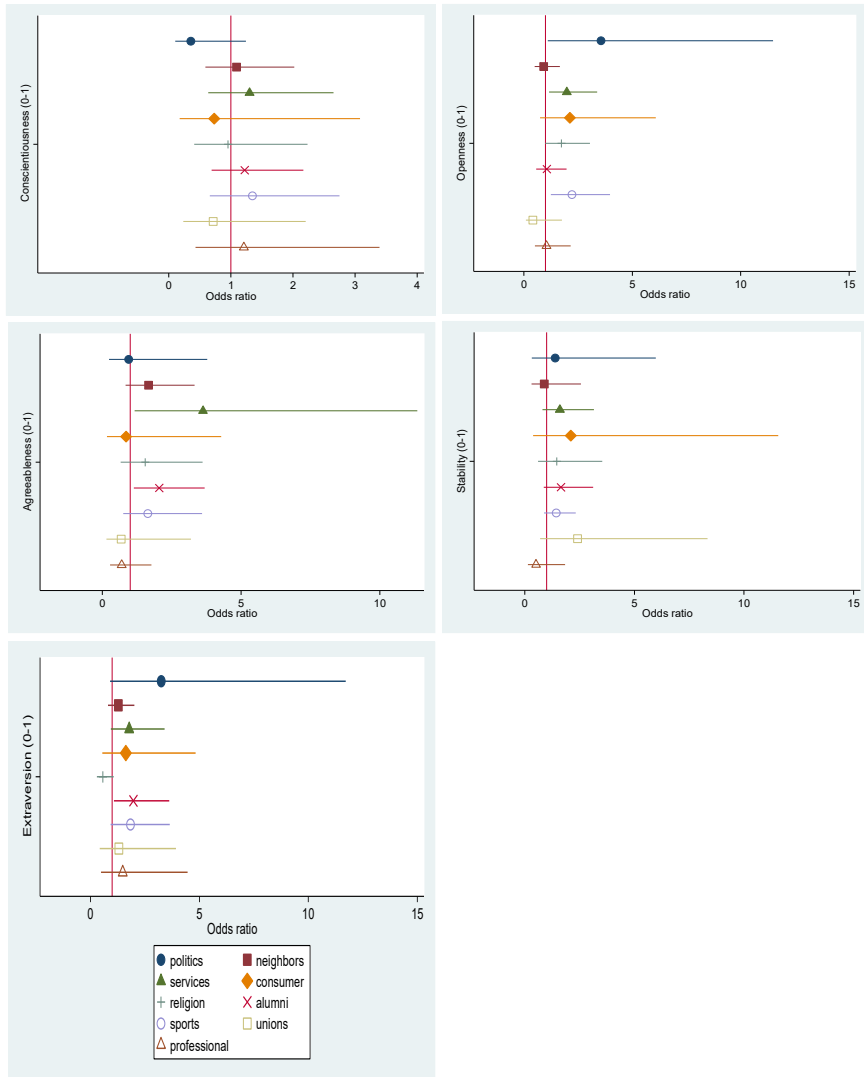 Conscientiousness (0-1)
0 1 2 3 4
Odds ratio
Openness (0-1)
0 5 10 15
Odds ratio
Agreeableness (0-1)
0 5 10
Odds ratio
Stability (0-1)
0 5 10 15
Odds ratio
Extraversion (0-1)
0 5 10 15
Odds ratio
politics neighbors
services consumer
religion alumni
sports unions
professional